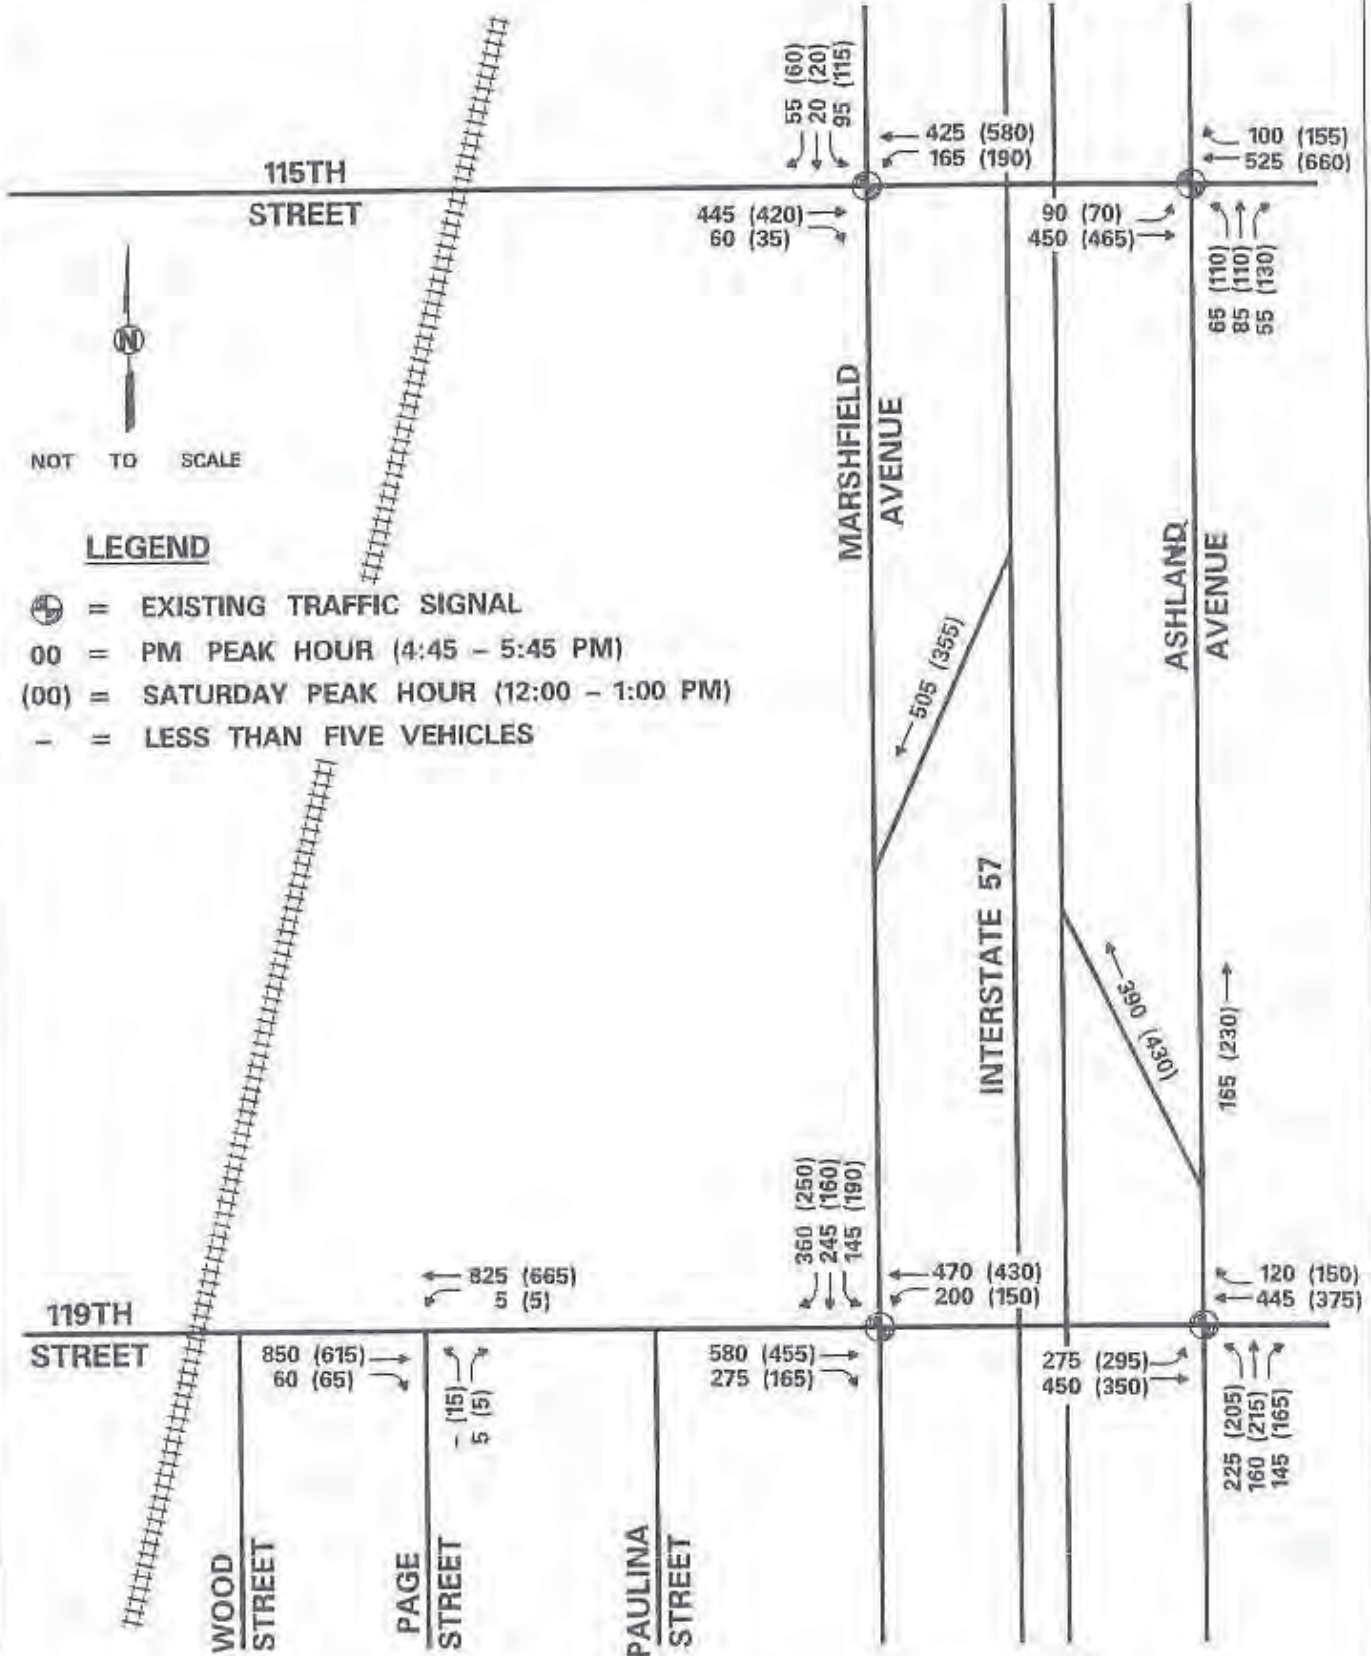 55 (60)
20 (20)
95 (115)
425 (580)
165 (190)
100 (155)
525 (660)
115TH
STREET
445 (420)
60 (35)
90 (70)
450 (465)
65 (110)
85 (110)
55 (130)
N
NOT TO SCALE
MARSHFIELD
AVENUE
ASHLAND
AVENUE
LEGEND
= EXISTING TRAFFIC SIGNAL
00 = PM PEAK HOUR (4:45 – 5:45 PM)
(00) = SATURDAY PEAK HOUR (12:00 – 1:00 PM)
– = LESS THAN FIVE VEHICLES
505 (355)
INTERSTATE 57
390 (430)
165 (230)
360 (250)
245 (160)
145 (190)
825 (665)
5 (5)
470 (430)
200 (150)
120 (150)
445 (375)
119TH
STREET
850 (615)
60 (65)
– (15)
5 (5)
580 (455)
275 (165)
275 (295)
450 (350)
225 (205)
160 (215)
145 (165)
WOOD
STREET
PAGE
STREET
PAULINA
STREET